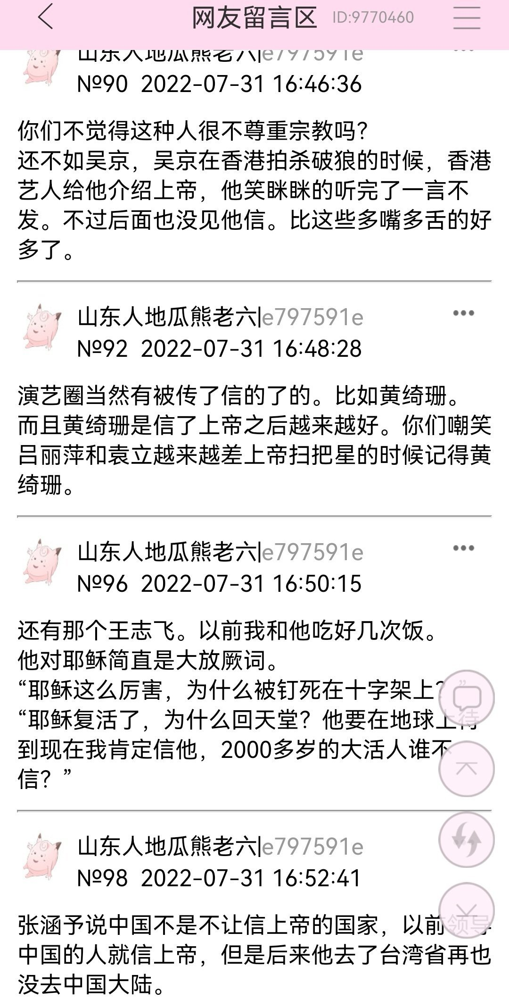 网友留言区 ID:9770460
山东人地瓜熊老六|e797591e
№90 2022-07-31 16:46:36
你们不觉得这种人很不尊重宗教吗?
还不如吴京，吴京在香港拍杀破狼的时候，香港
艺人给他介绍上帝，他笑眯眯的听完了一言不
发。不过后面也没见他信。比这些多嘴多舌的好
多了。
山东人地瓜熊老六|e797591e
№92 2022-07-31 16:48:28
演艺圈当然有被传了信的了的。比如黄绮珊。
而且黄绮珊是信了上帝之后越来越好。你们嘲笑
吕丽萍和袁立越来越差上帝扫把星的时候记得黄
绮珊。
山东人地瓜熊老六|e797591e
№96 2022-07-31 16:50:15
还有那个王志飞。以前我和他吃好几次饭。
他对耶稣简直是大放厥词。
“耶稣这么厉害，为什么被钉死在十字架上？”
“耶稣复活了，为什么回天堂？他要在地球上待
到现在我肯定信他，2000多岁的大活人谁不
信？”
山东人地瓜熊老六|e797591e
№98 2022-07-31 16:52:41
张涵予说中国不是不让信上帝的国家，以前领导
中国的人就信上帝，但是后来他去了台湾省再也
没去中国大陆。